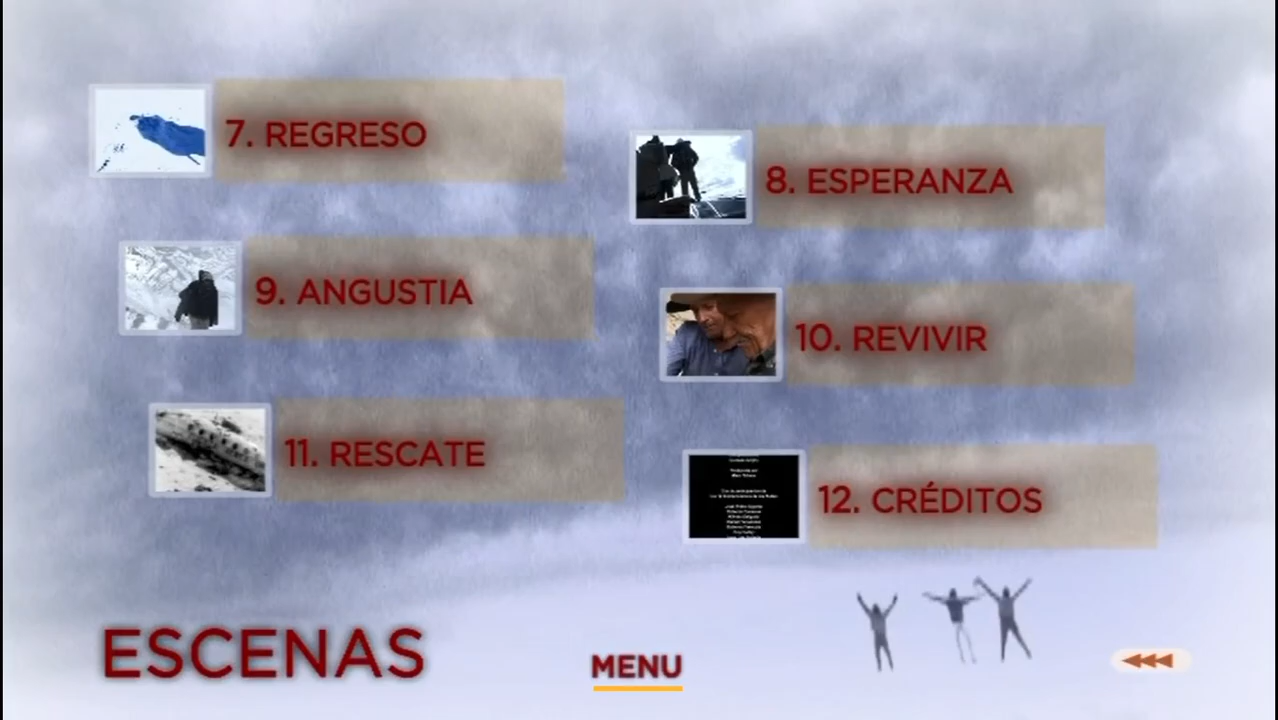 7. REGRESO
8. ESPERANZA
9. ANGUSTIA
10. REVIVIR
11. RESCATE
12. CRÉDITOS
ESCENAS
MENU